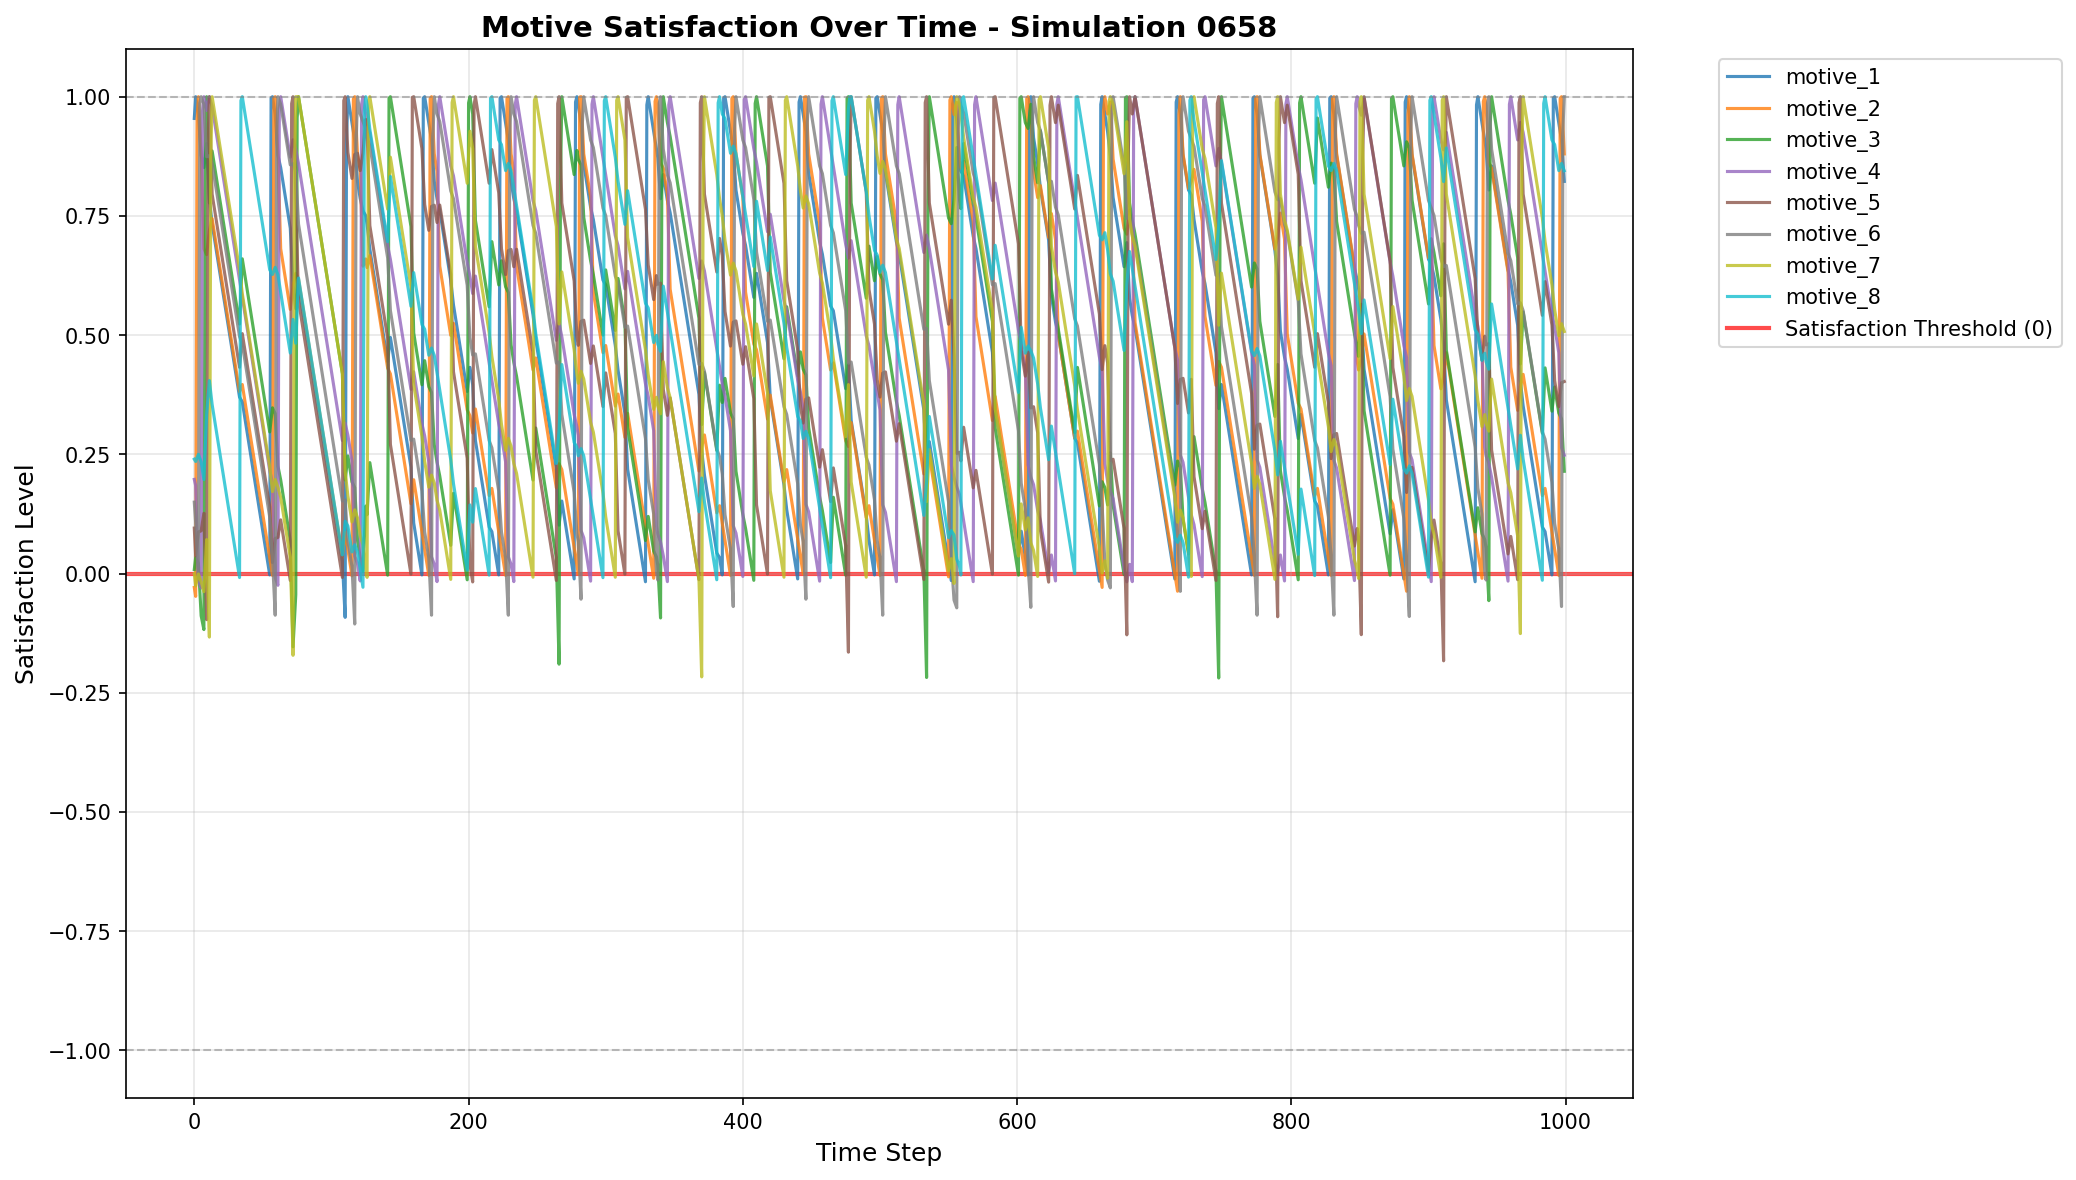 Motive Satisfaction Over Time - Simulation 0658
Satisfaction Level
1.00
0.75
0.50
0.25
0.00
−0.25
−0.50
−0.75
−1.00
0
200
400
600
800
1000
Time Step
motive_1
motive_2
motive_3
motive_4
motive_5
motive_6
motive_7
motive_8
Satisfaction Threshold (0)